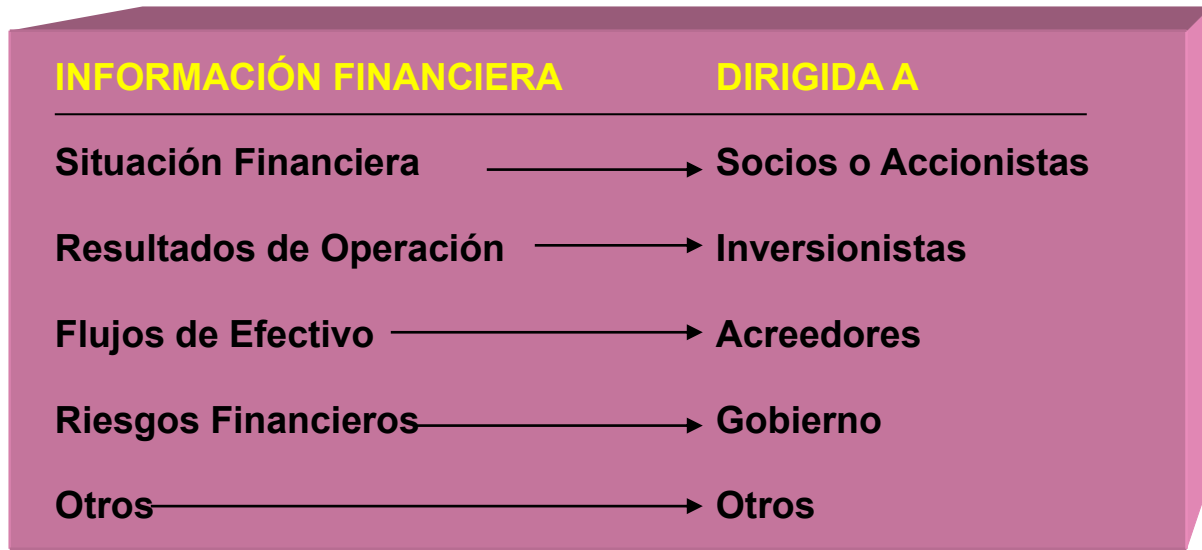 INFORMACIÓN FINANCIERA DIRIGIDA A
Situación Financiera Socios o Accionistas
Resultados de Operación Inversionistas
Flujos de Efectivo Acreedores
Riesgos Financieros Gobierno
Otros Otros